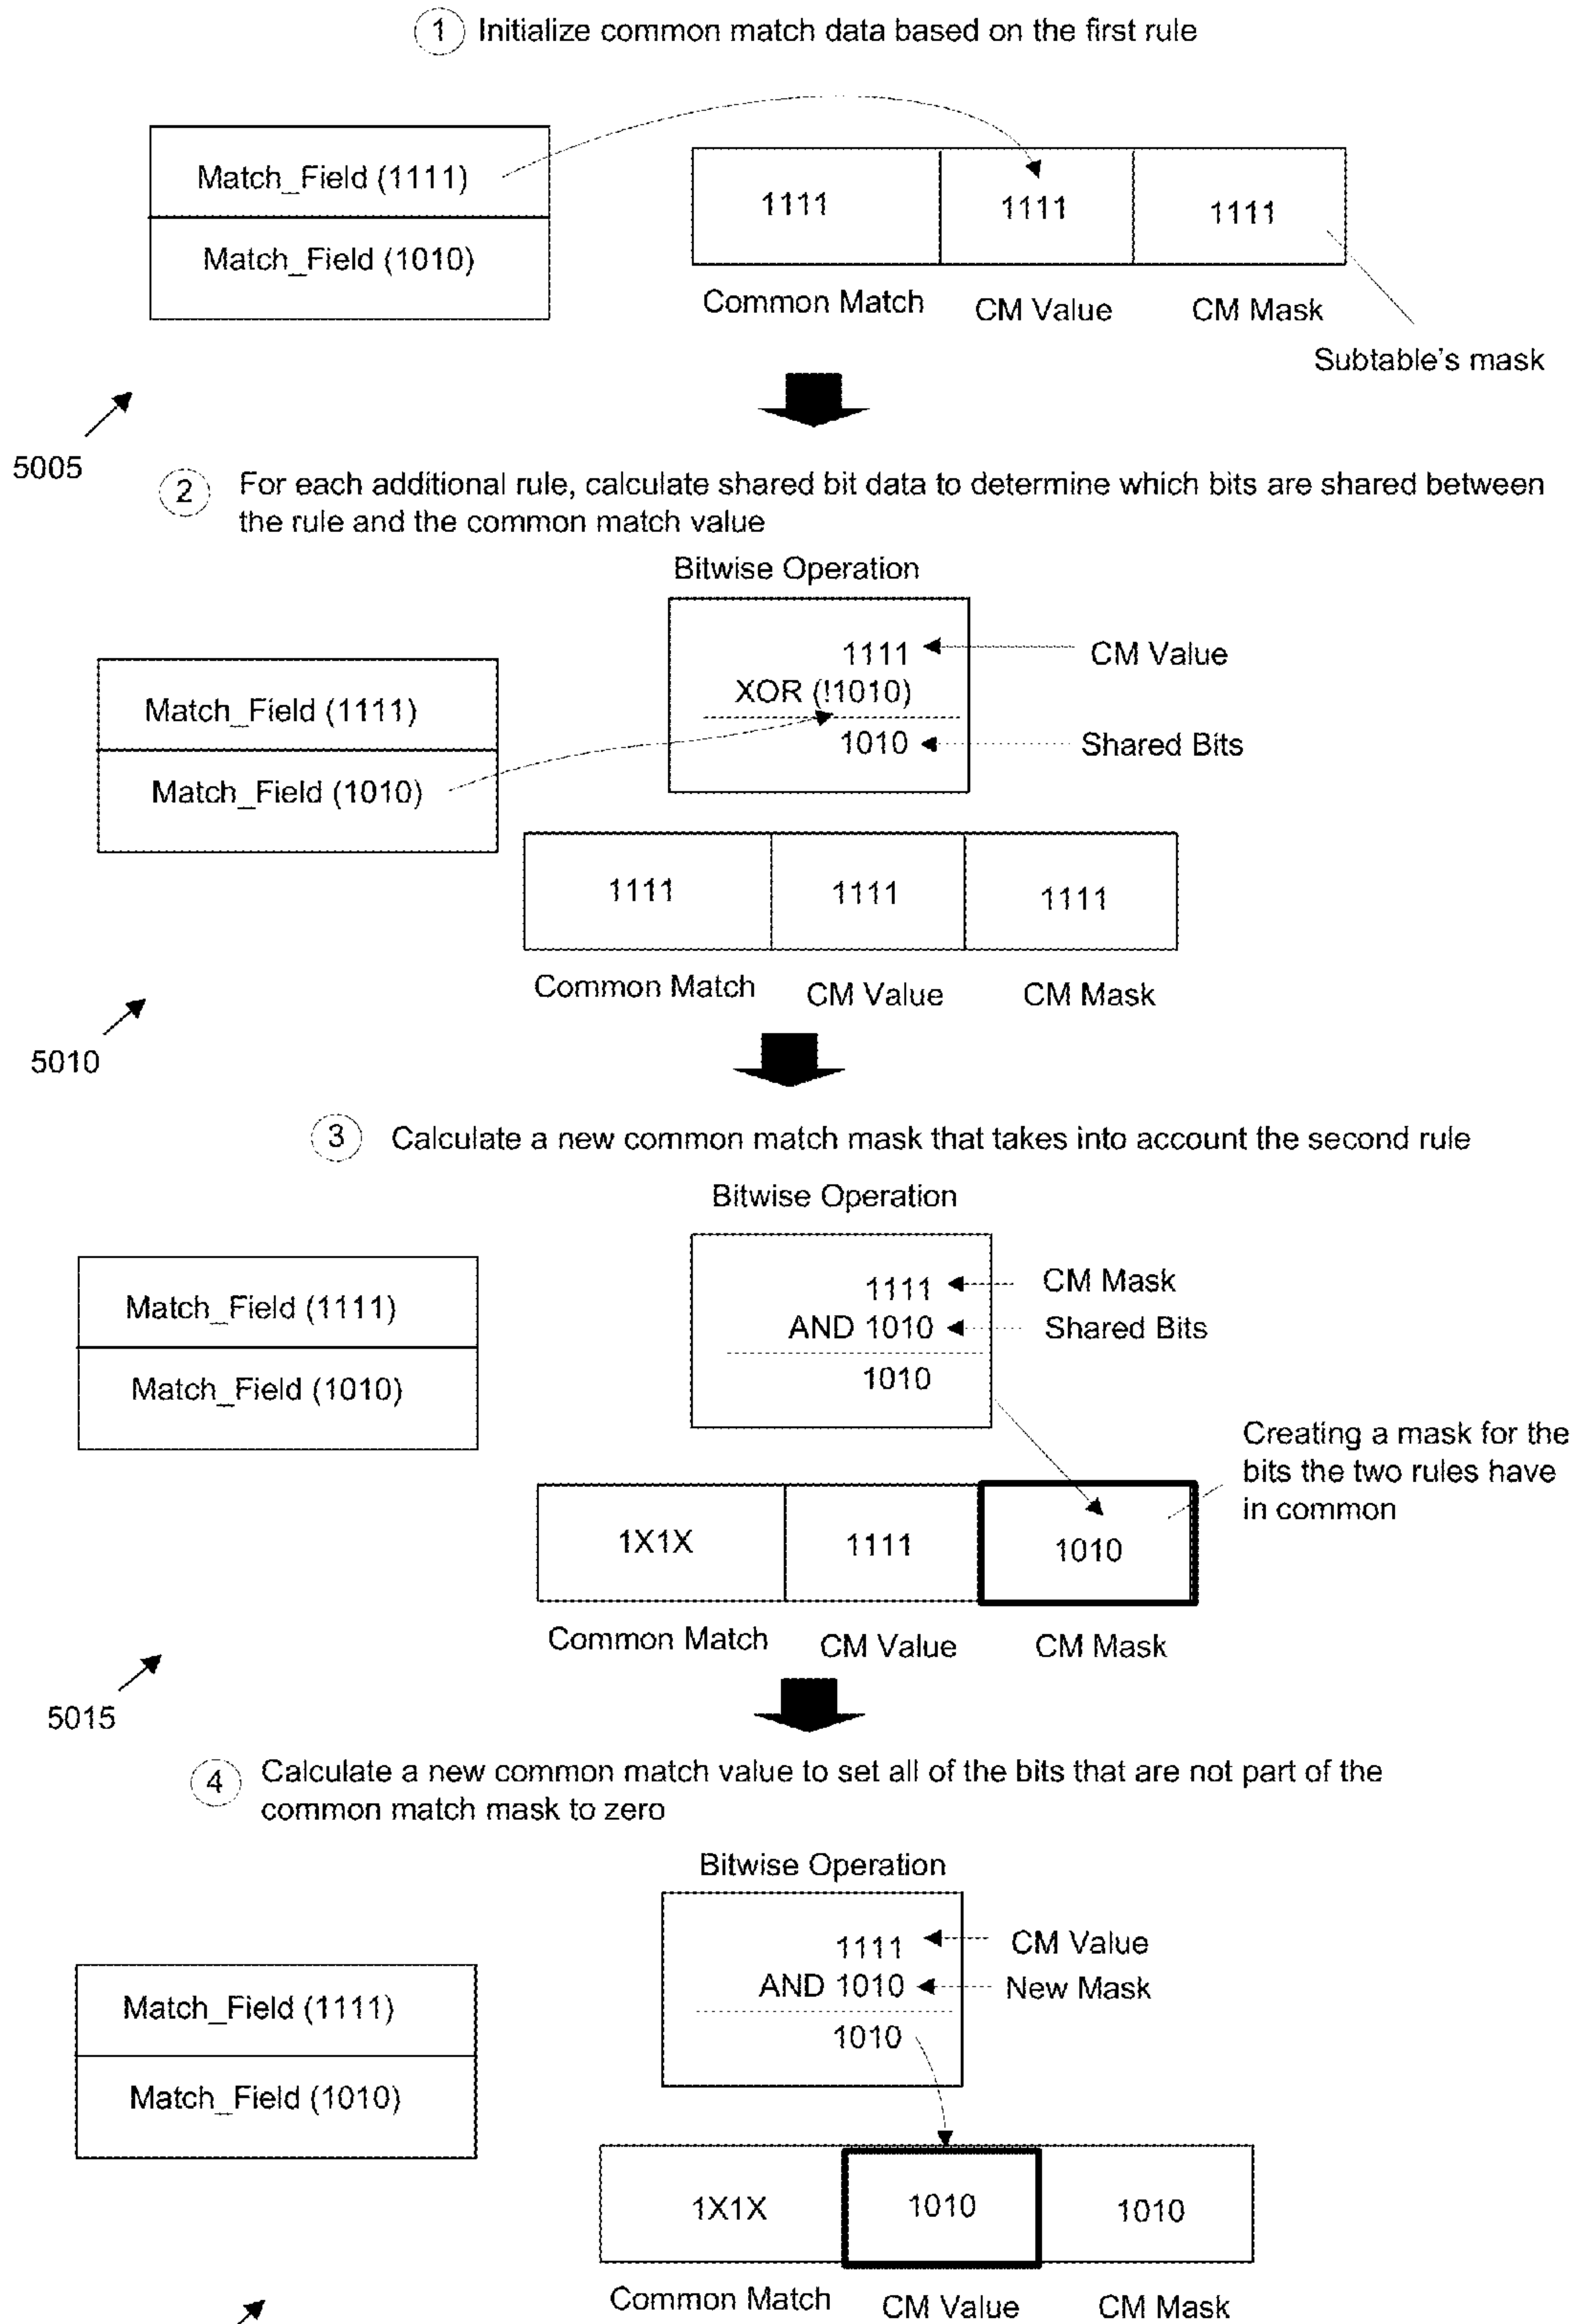 1 Initialize common match data based on the first rule
Match_Field (1111)
Match_Field (1010)
1111 1111 1111
Common Match CM Value CM Mask
Subtable's mask
5005
2 For each additional rule, calculate shared bit data to determine which bits are shared between
the rule and the common match value
Bitwise Operation
1111 CM Value
XOR (!1010)
1010 Shared Bits
Match_Field (1111)
Match_Field (1010)
1111 1111 1111
Common Match CM Value CM Mask
5010
3 Calculate a new common match mask that takes into account the second rule
Bitwise Operation
1111 CM Mask
AND 1010 Shared Bits
1010
Match_Field (1111)
Match_Field (1010)
Creating a mask for the
bits the two rules have
in common
1X1X 1111 1010
Common Match CM Value CM Mask
5015
4 Calculate a new common match value to set all of the bits that are not part of the
common match mask to zero
Bitwise Operation
1111 CM Value
AND 1010 New Mask
1010
Match_Field (1111)
Match_Field (1010)
1X1X 1010 1010
Common Match CM Value CM Mask